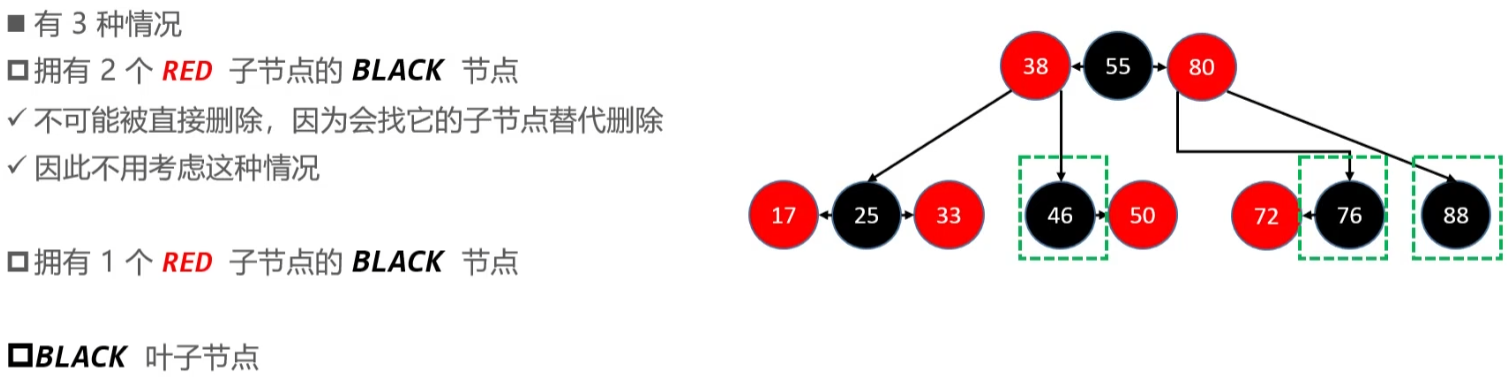 ■ 有 3 种情况
拥有 2 个 RED 子节点的 BLACK 节点
✓ 不可能被直接删除，因为会找它的子节点替代删除
✓ 因此不用考虑这种情况
拥有 1 个 RED 子节点的 BLACK 节点
BLACK 叶子节点
38 55 80
17 25 33 46 50 72 76 88